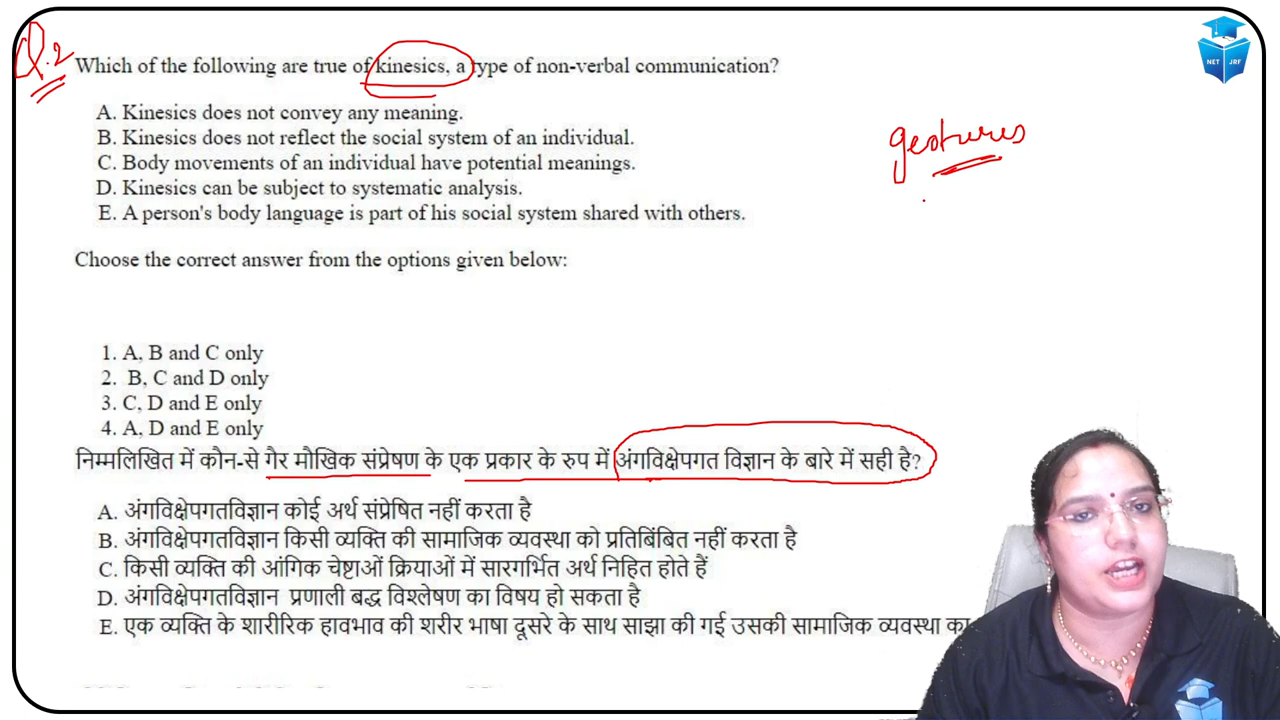 Q.2
Which of the following are true of kinesics, a type of non-verbal communication?
NET JRF
A. Kinesics does not convey any meaning.
B. Kinesics does not reflect the social system of an individual.
gestures
C. Body movements of an individual have potential meanings.
D. Kinesics can be subject to systematic analysis.
E. A person's body language is part of his social system shared with others.
Choose the correct answer from the options given below:
1. A, B and C only
2. B, C and D only
3. C, D and E only
4. A, D and E only
निम्मलिखित में कौन-से गैर मौखिक संप्रेषण के एक प्रकार के रुप में अंगविक्षेपगत विज्ञान के बारे में सही है?
A. अंगविक्षेपगतविज्ञान कोई अर्थ संप्रेषित नहीं करता है
B. अंगविक्षेपगतविज्ञान किसी व्यक्ति की सामाजिक व्यवस्था को प्रतिबिंबित नहीं करता है
C. किसी व्यक्ति की आंगिक चेष्टाओं क्रियाओं में सारगर्भित अर्थ निहित होते हैं
D. अंगविक्षेपगतविज्ञान प्रणाली बद्ध विश्लेषण का विषय हो सकता है
E. एक व्यक्ति के शारीरिक हावभाव की शरीर भाषा दूसरे के साथ साझा की गई उसकी सामाजिक व्यवस्था का